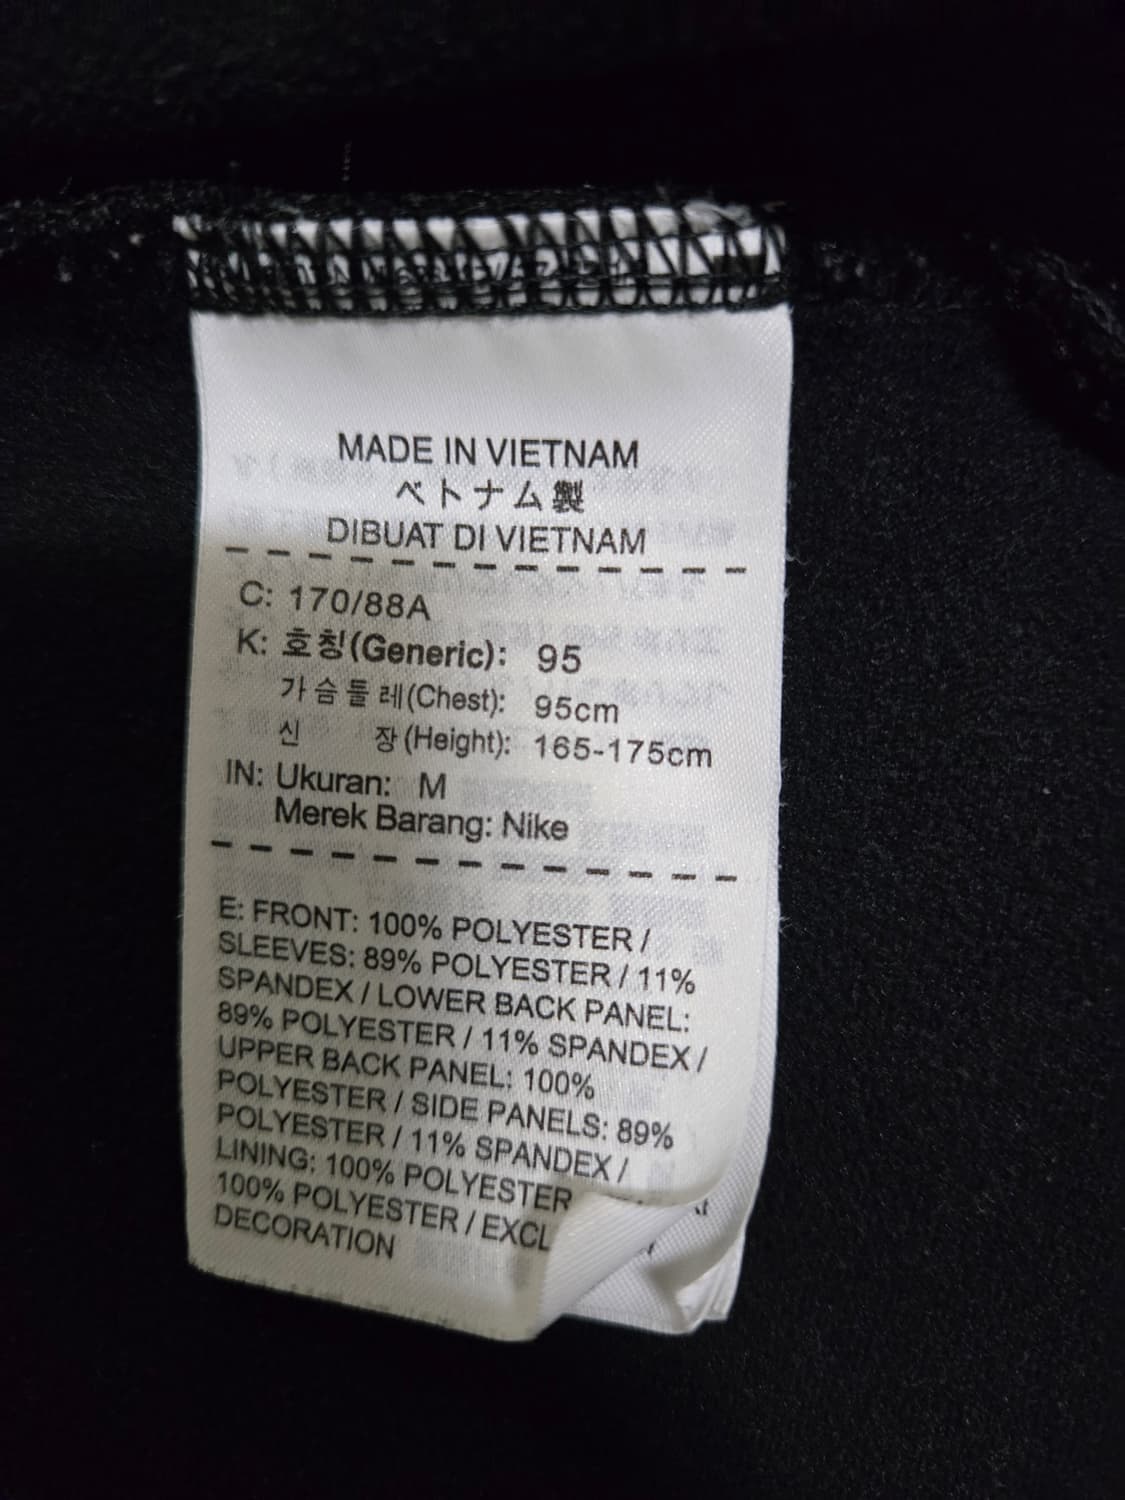 MADE IN VIETNAM
ベトナム製
DIBUAT DI VIETNAM
C: 170/88A
K: 호칭(Generic): 95
가슴둘레(Chest): 95cm
신 장(Height): 165-175cm
IN: Ukuran: M
Merek Barang: Nike
E: FRONT: 100% POLYESTER /
SLEEVES: 89% POLYESTER / 11%
SPANDEX / LOWER BACK PANEL:
89% POLYESTER / 11% SPANDEX /
UPPER BACK PANEL: 100%
POLYESTER / SIDE PANELS: 89%
POLYESTER / 11% SPANDEX /
LINING: 100% POLYESTER
100% POLYESTER / EXCL
DECORATION